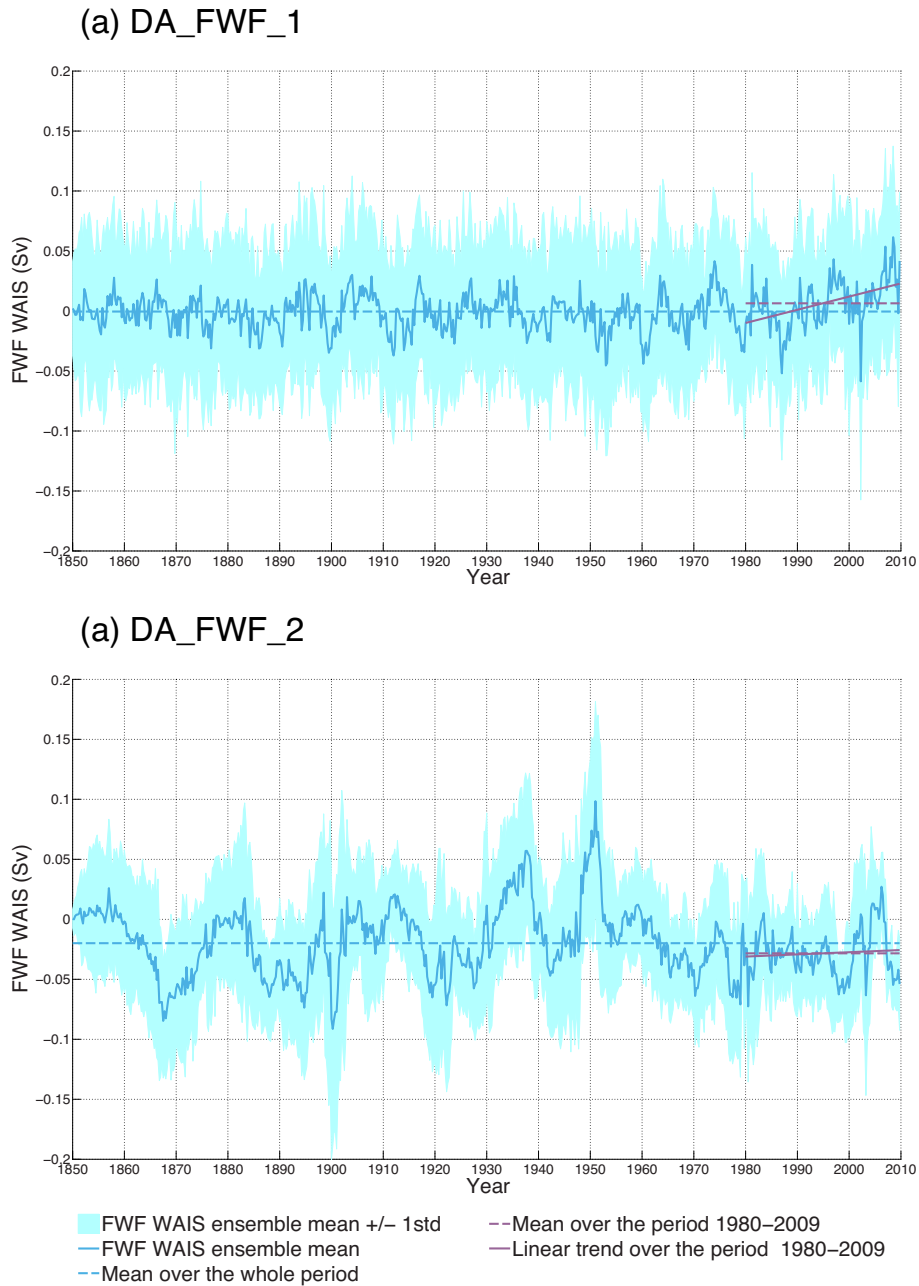 (a) DA_FWF_1
0.2
0.15
0.1
0.05
0
−0.05
−0.1
−0.15
−0.2
FWF WAIS (Sv)
1850 1860 1870 1880 1890 1900 1910 1920 1930 1940 1950 1960 1970 1980 1990 2000 2010
Year
(a) DA_FWF_2
0.2
0.15
0.1
0.05
0
−0.05
−0.1
−0.15
−0.2
FWF WAIS (Sv)
1850 1860 1870 1880 1890 1900 1910 1920 1930 1940 1950 1960 1970 1980 1990 2000 2010
Year
FWF WAIS ensemble mean +/− 1std
FWF WAIS ensemble mean
Mean over the whole period
Mean over the period 1980−2009
Linear trend over the period 1980−2009